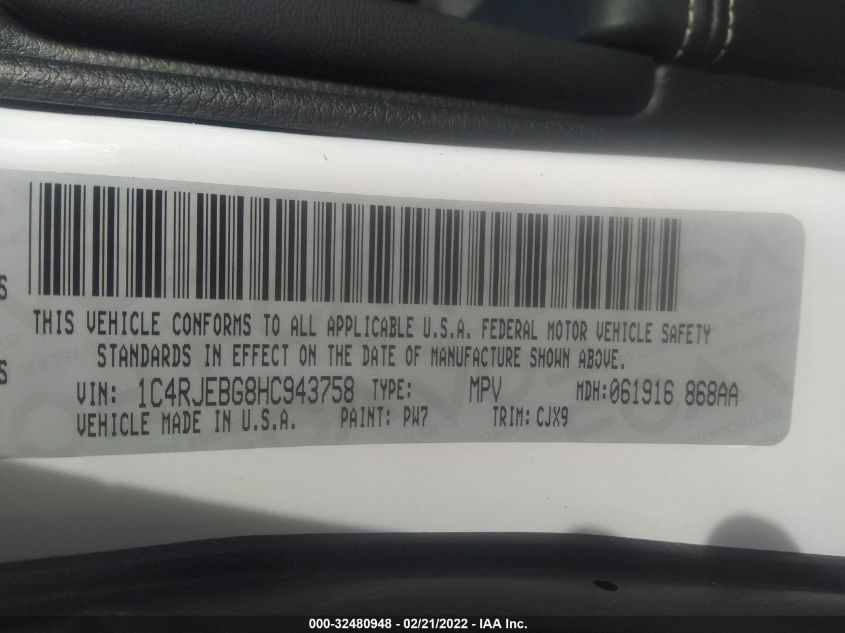 THIS VEHICLE CONFORMS TO ALL APPLICABLE U.S.A. FEDERAL MOTOR VEHICLE SAFETY
STANDARDS IN EFFECT ON THE DATE OF MANUFACTURE SHOWN ABOVE.
VIN: 1C4RJEBG8HC943758 TYPE: MPV MDH:061916 868AA
VEHICLE MADE IN U.S.A. PAINT: PW7 TRIM: CJX9
000-32480948 - 02/21/2022 - IAA Inc.